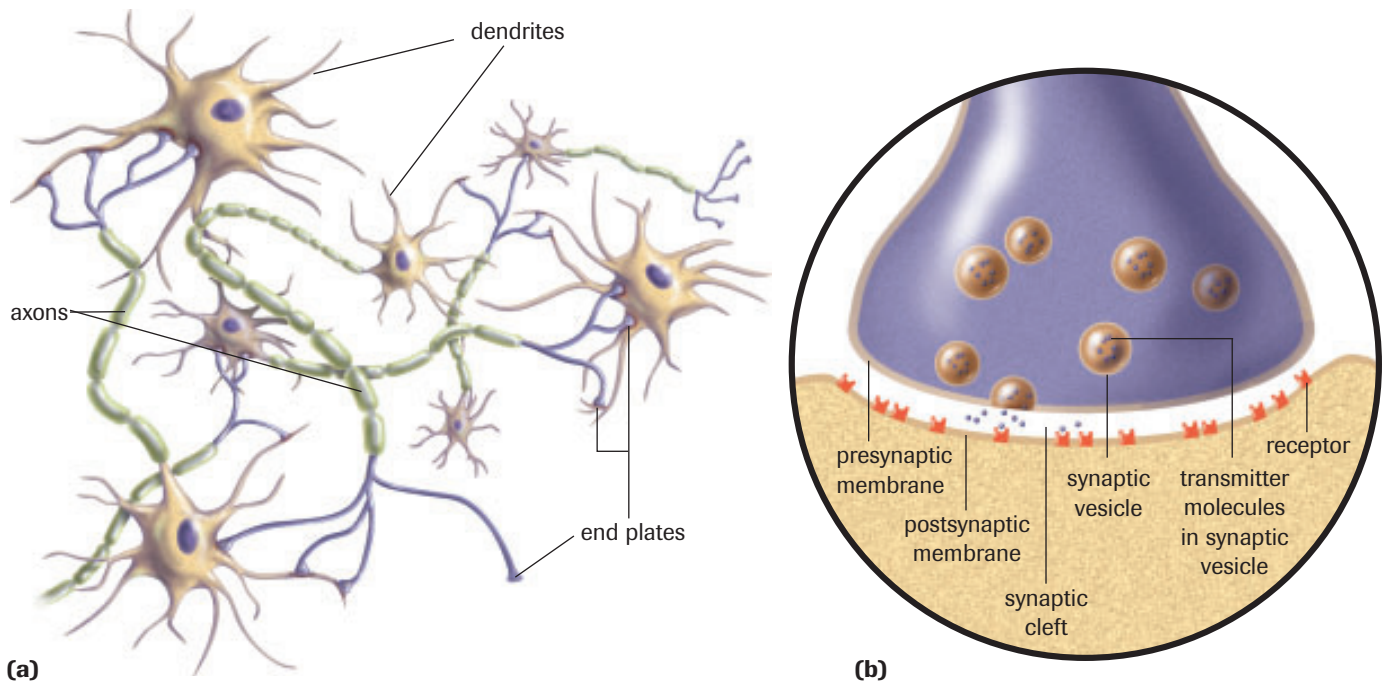 dendrites
axons
end plates
(a)
presynaptic
membrane
postsynaptic
membrane
synaptic
cleft
synaptic
vesicle
transmitter
molecules
in synaptic
vesicle
receptor
(b)